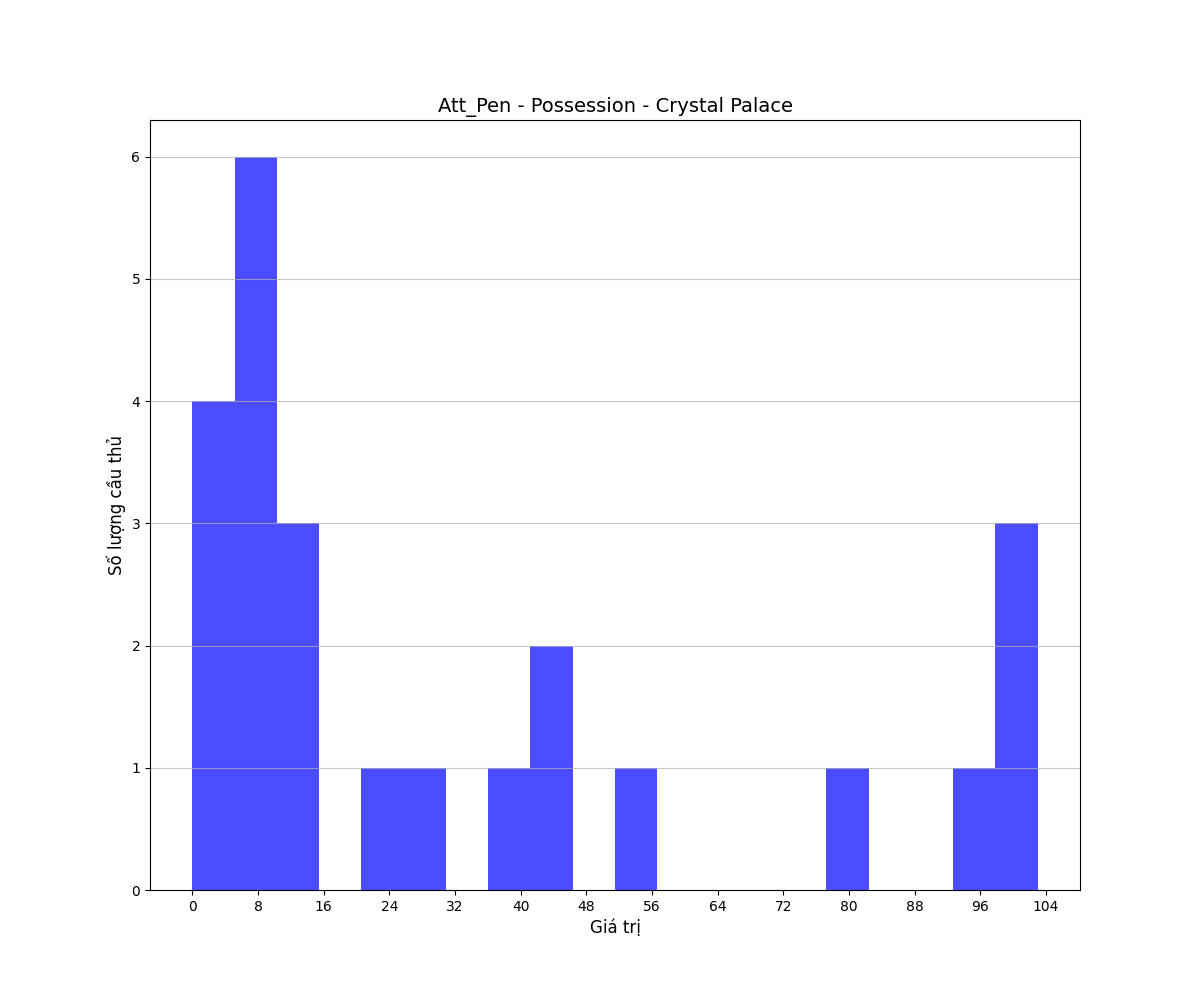 Att_Pen - Possession - Crystal Palace
Số lượng cầu thủ
6
5
4
3
2
1
0
0 8 16 24 32 40 48 56 64 72 80 88 96 104
Giá trị